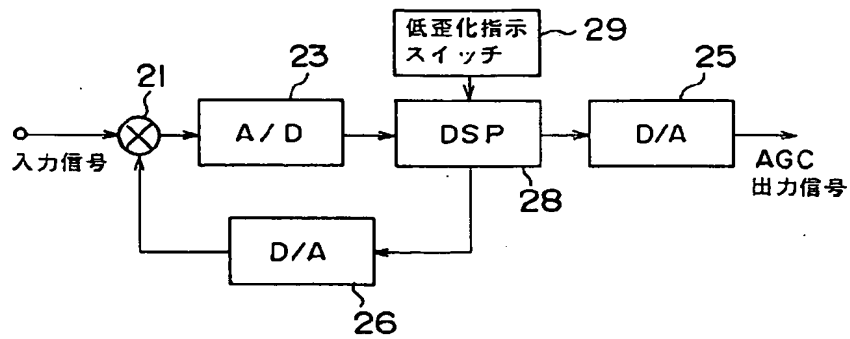 低歪化指示
スイッチ
29
21
23
25
A/D
DSP
D/A
入力信号
28
AGC
出力信号
D/A
26